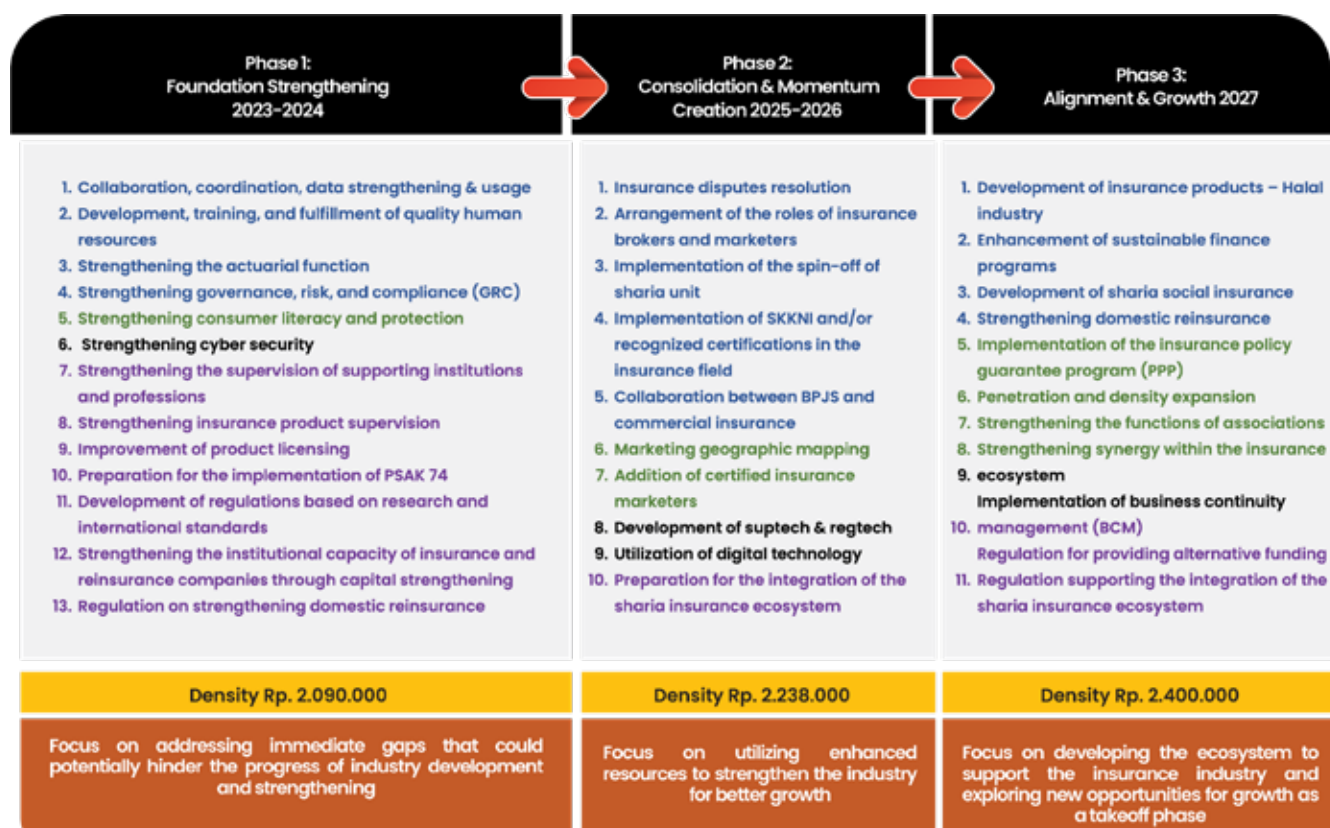 Phase 1:
Foundation Strengthening
2023-2024
Phase 2:
Consolidation & Momentum
Creation 2025-2026
Phase 3:
Alignment & Growth 2027
1. Collaboration, coordination, data strengthening & usage
2. Development, training, and fulfillment of quality human
resources
3. Strengthening the actuarial function
4. Strengthening governance, risk, and compliance (GRC)
5. Strengthening consumer literacy and protection
6. Strengthening cyber security
7. Strengthening the supervision of supporting institutions
and professions
8. Strengthening insurance product supervision
9. Improvement of product licensing
10. Preparation for the implementation of PSAK 74
11. Development of regulations based on research and
international standards
12. Strengthening the institutional capacity of insurance and
reinsurance companies through capital strengthening
13. Regulation on strengthening domestic reinsurance
1. Insurance disputes resolution
2. Arrangement of the roles of insurance
brokers and marketers
3. Implementation of the spin-off of
sharia unit
4. Implementation of SKKNI and/or
recognized certifications in the
insurance field
5. Collaboration between BPJS and
commercial insurance
6. Marketing geographic mapping
7. Addition of certified insurance
marketers
8. Development of suptech & regtech
9. Utilization of digital technology
10. Preparation for the integration of the
sharia insurance ecosystem
1. Development of insurance products – Halal
industry
2. Enhancement of sustainable finance
programs
3. Development of sharia social insurance
4. Strengthening domestic reinsurance
5. Implementation of the insurance policy
guarantee program (PPP)
6. Penetration and density expansion
7. Strengthening the functions of associations
8. Strengthening synergy within the insurance
9. ecosystem
Implementation of business continuity
10. management (BCM)
Regulation for providing alternative funding
11. Regulation supporting the integration of the
sharia insurance ecosystem
Density Rp. 2.090.000
Density Rp. 2.238.000
Density Rp. 2.400.000
Focus on addressing immediate gaps that could
potentially hinder the progress of industry development
and strengthening
Focus on utilizing enhanced
resources to strengthen the industry
for better growth
Focus on developing the ecosystem to
support the insurance industry and
exploring new opportunities for growth as
a takeoff phase